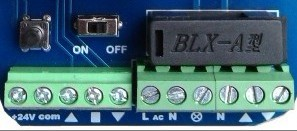 ON OFF
BLX-A型
+24V com ▲ ■ ▼ L AC N ⊗ N ▲ ▼